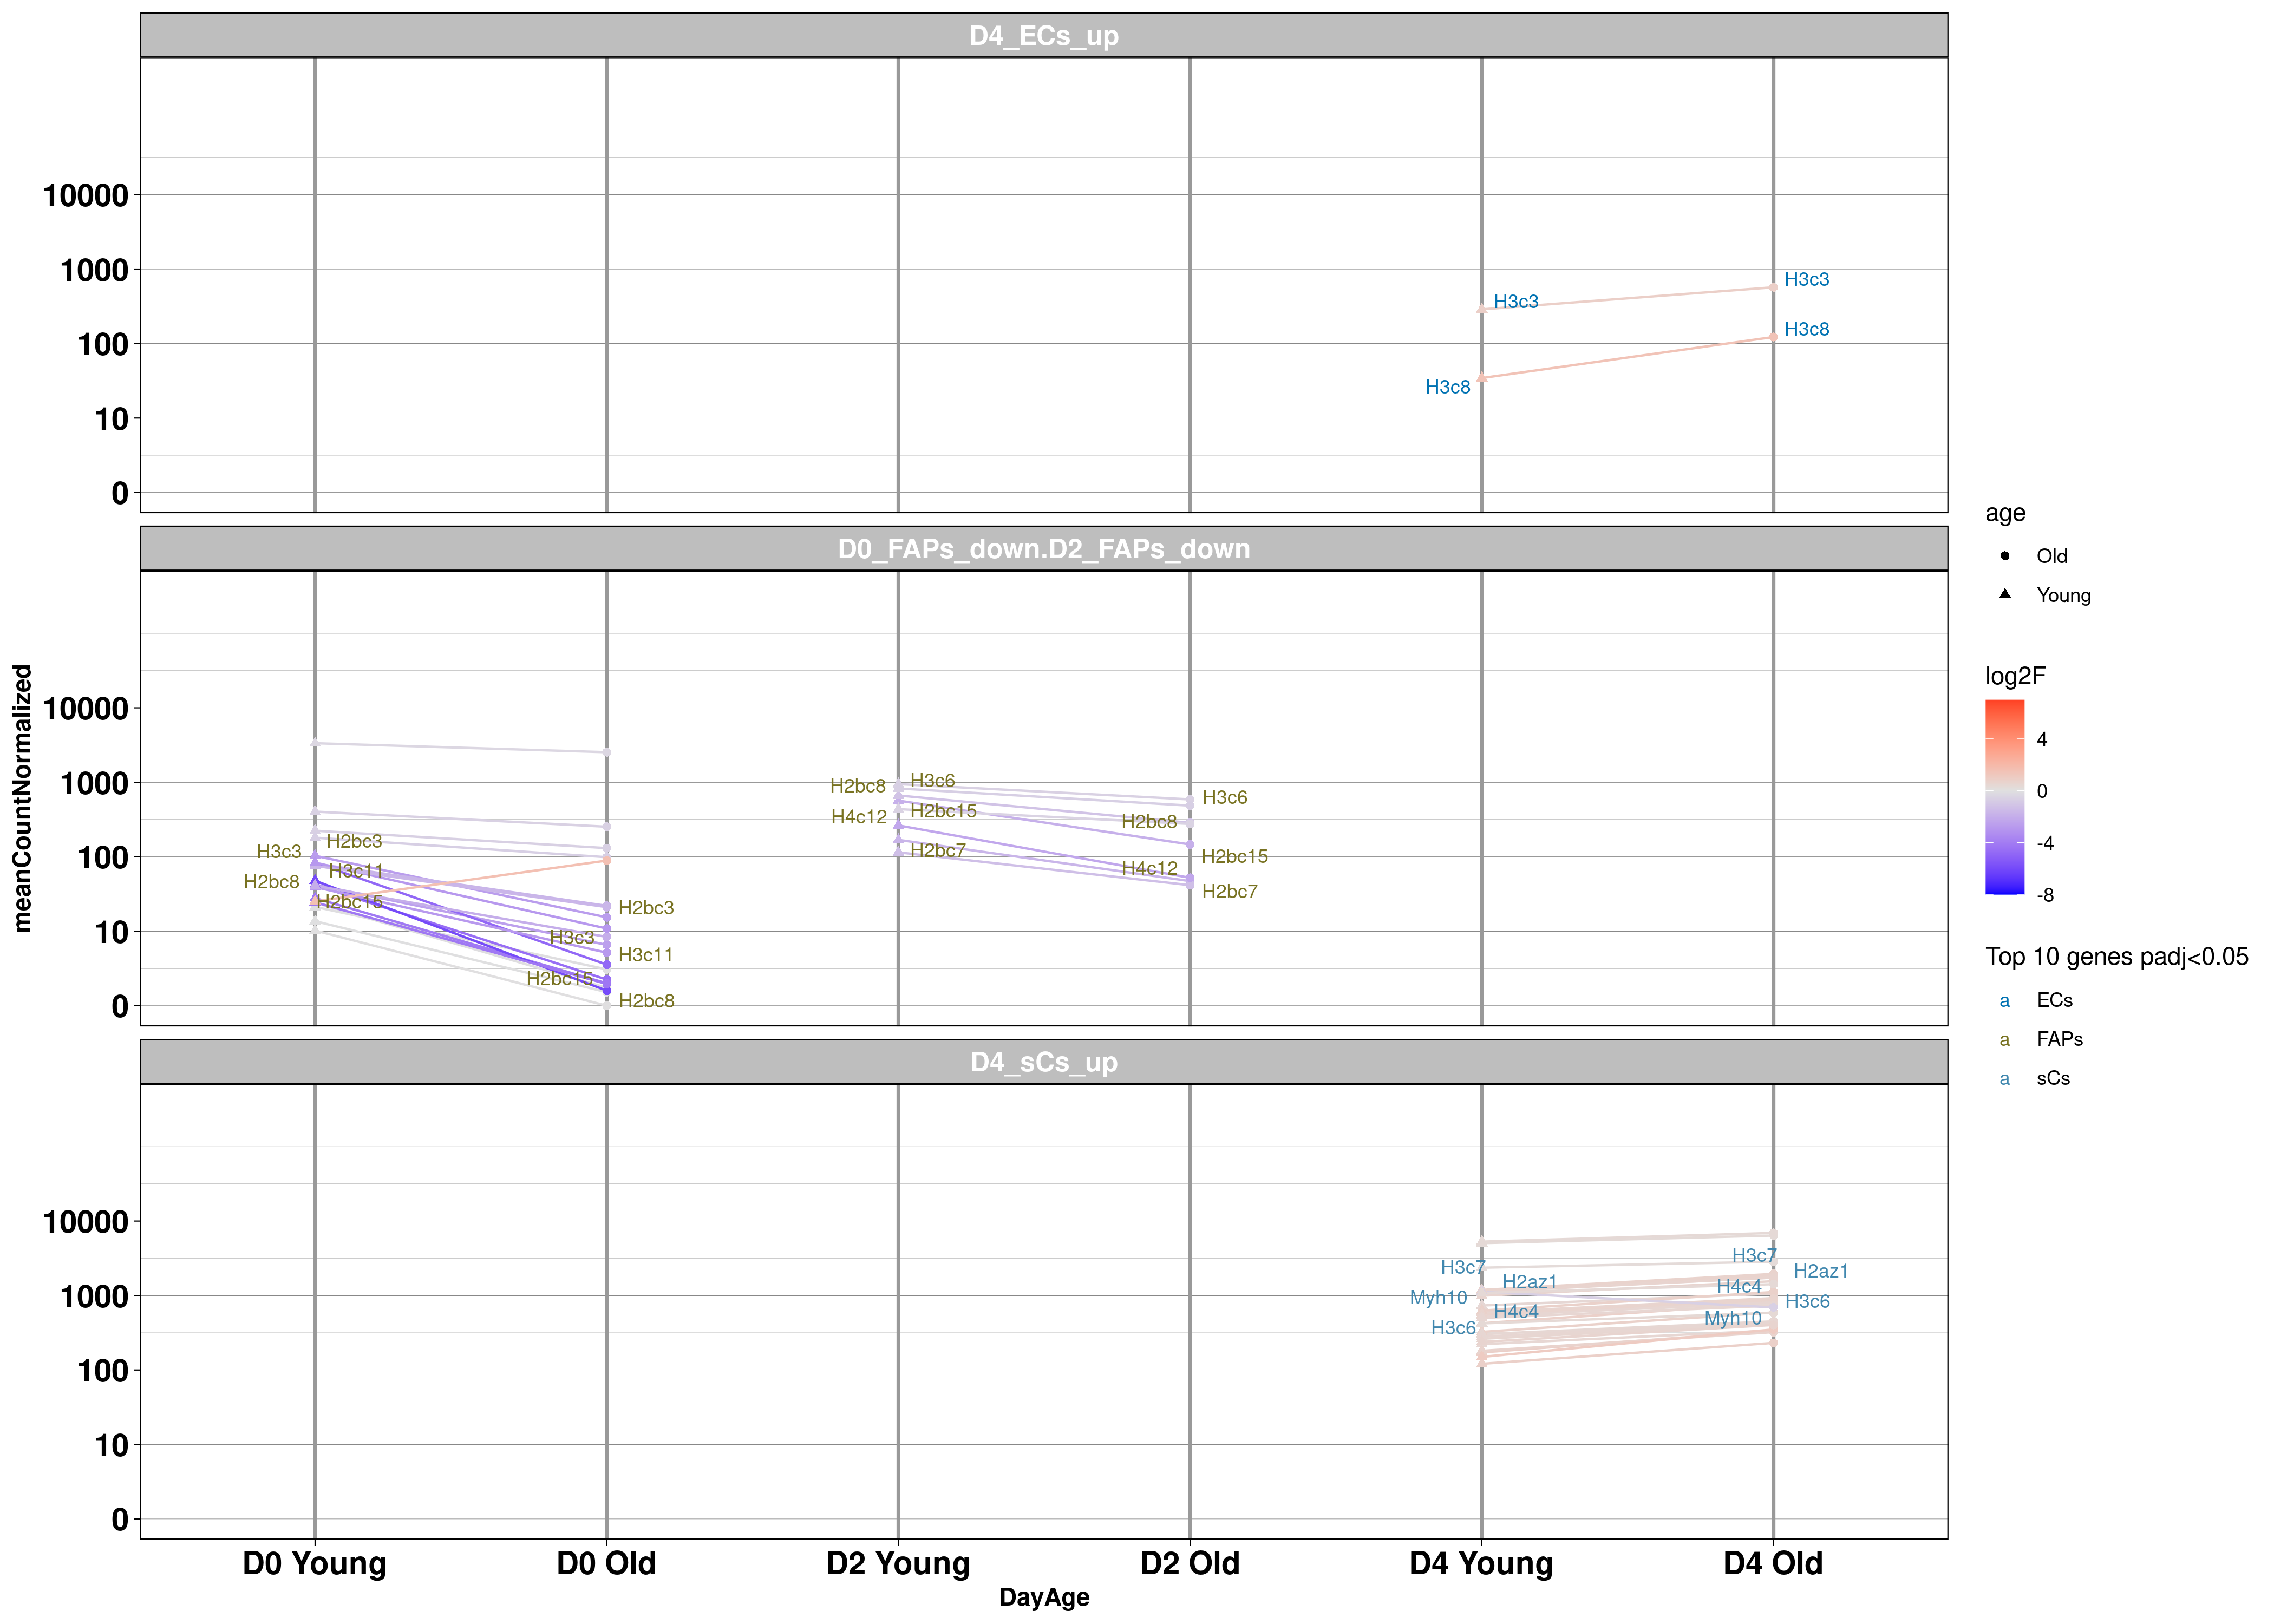 D4_ECs_up
10000
1000
100
10
0
H3c3
H3c3
H3c8
H3c8
D0_FAPs_down.D2_FAPs_down
meanCountNormalized
10000
1000
100
10
0
H2bc3
H3c3
H3c11
H2bc8
H2bc15
H2bc3
H3c3
H3c11
H2bc15
H2bc8
H3c6
H2bc8
H2bc15
H4c12
H2bc7
H3c6
H2bc8
H2bc15
H4c12
H2bc7
D4_sCs_up
10000
1000
100
10
0
H3c7
H2az1
Myh10
H4c4
H3c6
H3c7
H2az1
H4c4
H3c6
Myh10
D0 Young D0 Old D2 Young D2 Old D4 Young D4 Old
DayAge
age
Old
Young
log2F
4
0
-4
-8
Top 10 genes padj<0.05
a ECs
a FAPs
a sCs